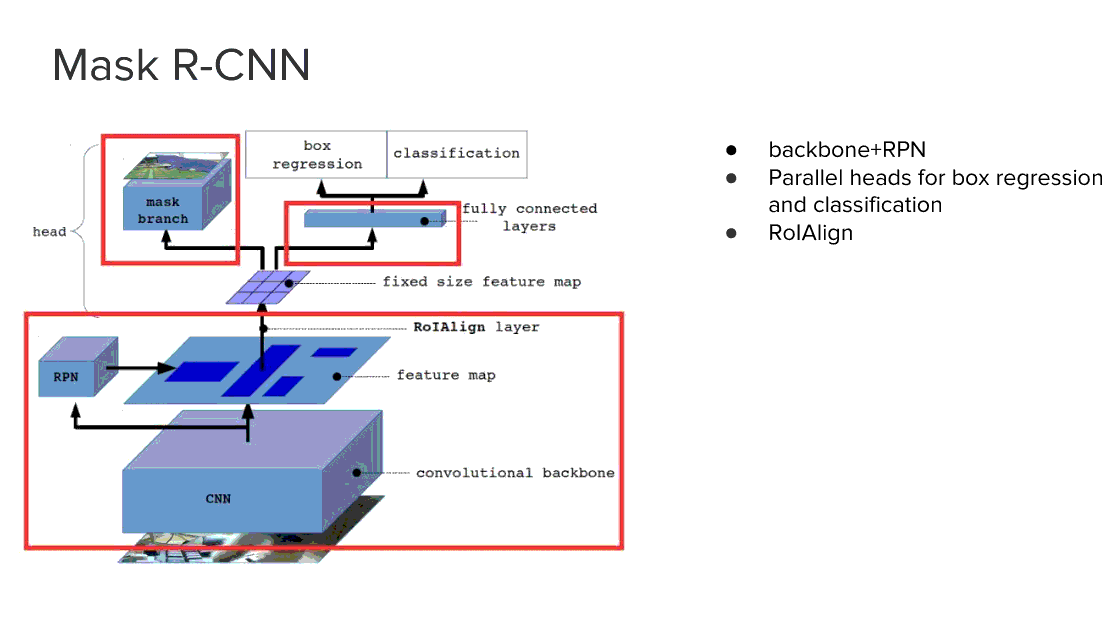 Mask R-CNN
box
regression
classification
mask
branch
fully connected
layers
head
fixed size feature map
RoIAlign layer
RPN
feature map
convolutional backbone
CNN
● backbone+RPN
● Parallel heads for box regression
and classification
● RoIAlign